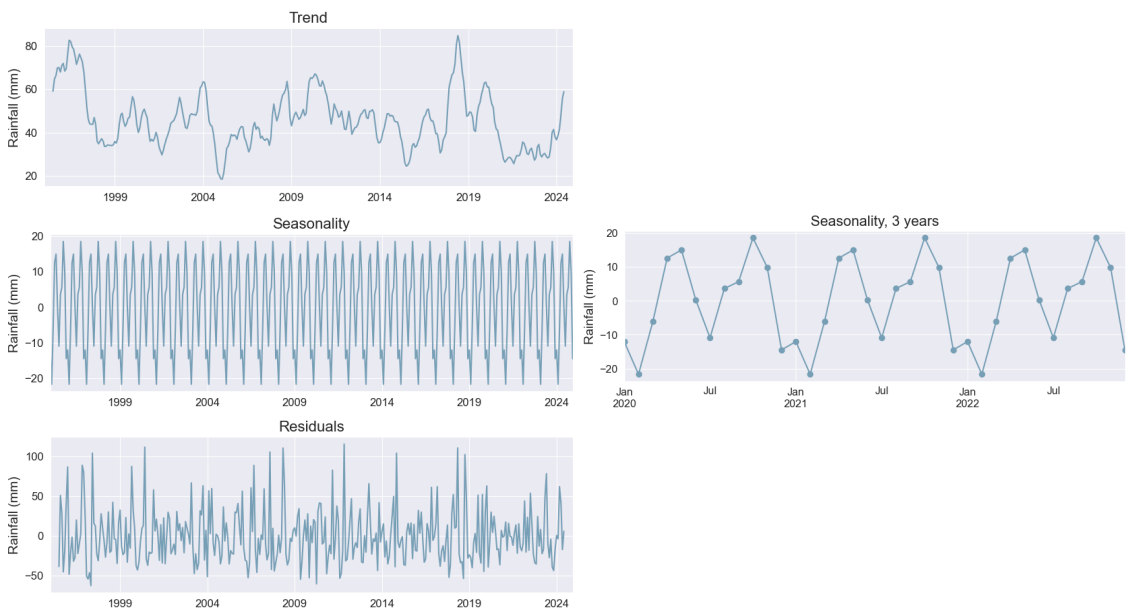 Trend
Rainfall (mm)
80
60
40
20
1999
2004
2009
2014
2019
2024
Seasonality
Rainfall (mm)
20
10
0
−10
−20
1999
2004
2009
2014
2019
2024
Seasonality, 3 years
Rainfall (mm)
20
10
0
−10
−20
Jan
2020
Jul
Jan
2021
Jul
Jan
2022
Jul
Residuals
Rainfall (mm)
100
50
0
−50
1999
2004
2009
2014
2019
2024